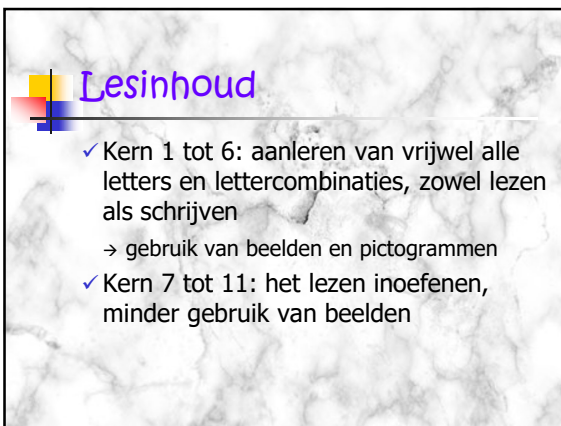 Lesinhoud
✓ Kern 1 tot 6: aanleren van vrijwel alle
letters en lettercombinaties, zowel lezen
als schrijven
→ gebruik van beelden en pictogrammen
✓ Kern 7 tot 11: het lezen inoefenen,
minder gebruik van beelden